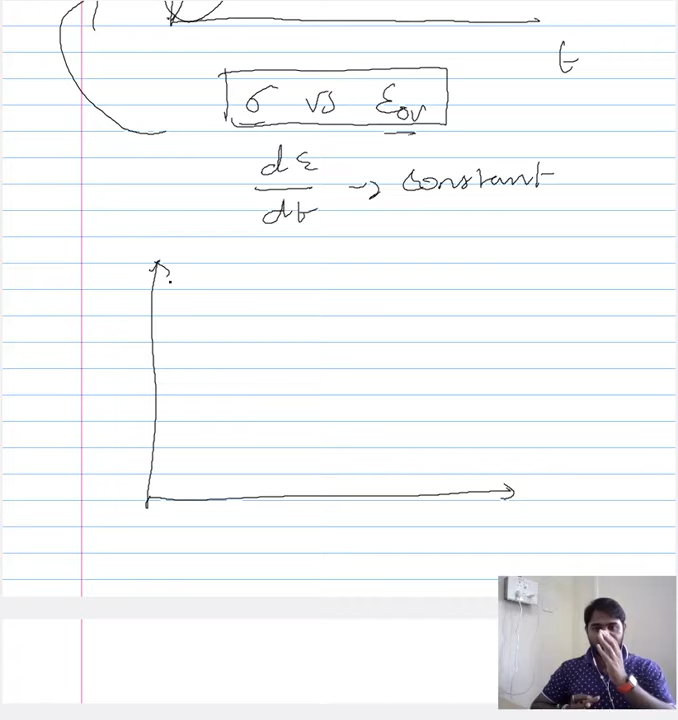 t
σ vs ε_ov
dε/dt → constant